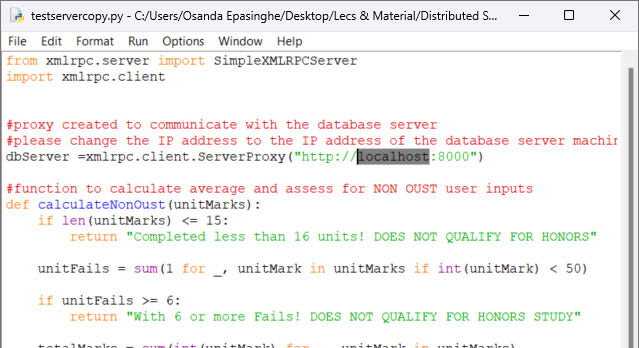 testservercopy.py - C:/Users/Osanda Epasinghe/Desktop/Lecs & Material/Distributed S...
File Edit Format Run Options Window Help
from xmlrpc.server import SimpleXMLRPCServer
import xmlrpc.client
#proxy created to communicate with the database server
#please change the IP address to the IP address of the database server machin
dbServer =xmlrpc.client.ServerProxy("http://localhost:8000")
#function to calculate average and assess for NON OUST user inputs
def calculateNonOust(unitMarks):
    if len(unitMarks) <= 15:
        return "Completed less than 16 units! DOES NOT QUALIFY FOR HONORS"
    unitFails = sum(1 for _, unitMark in unitMarks if int(unitMark) < 50)
    if unitFails >= 6:
        return "With 6 or more Fails! DOES NOT QUALIFY FOR HONORS STUDY"
    totalMarks = sum(int(unitMark) for _, unitMark in unitMarks)